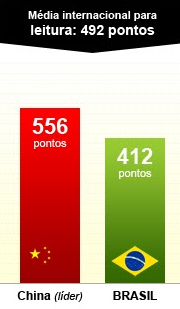 Média internacional para
leitura: 492 pontos
556
pontos
412
pontos
China (líder)
BRASIL